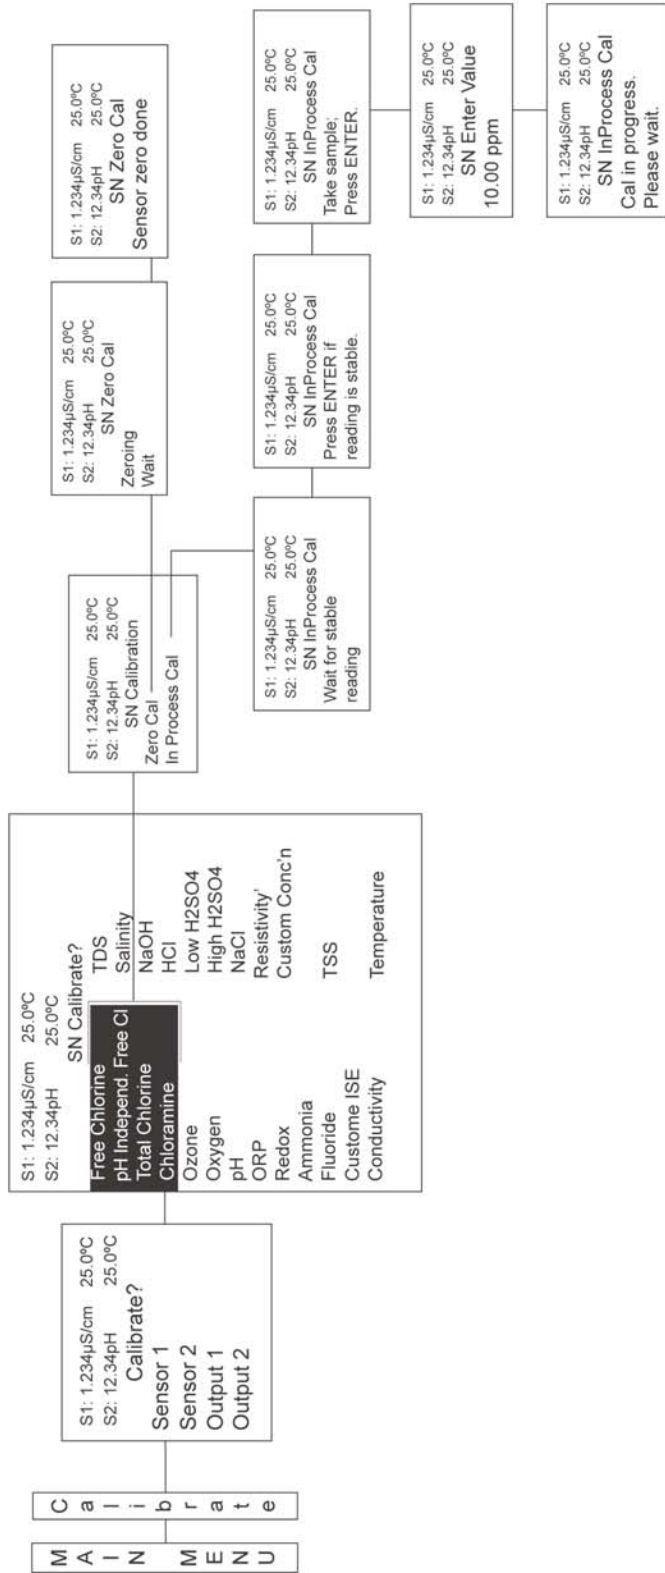 MAIN MENU
Calibrate
S1: 1.234µS/cm 25.0ºC
S2: 12.34pH 25.0ºC
Calibrate?
Sensor 1
Sensor 2
Output 1
Output 2
S1: 1.234µS/cm 25.0ºC
S2: 12.34pH 25.0ºC
SN Calibrate?
Free Chlorine TDS
pH Independ. Free Cl Salinity
Total Chlorine NaOH
Chloramine HCl
Ozone Low H2SO4
Oxygen High H2SO4
pH NaCl
ORP Resistivity'
Redox Custom Conc'n
Ammonia
Fluoride TSS
Custome ISE
Conductivity Temperature
S1: 1.234µS/cm 25.0ºC
S2: 12.34pH 25.0ºC
SN Calibration
Zero Cal
In Process Cal
S1: 1.234µS/cm 25.0ºC
S2: 12.34pH 25.0ºC
SN Zero Cal
Zeroing
Wait
S1: 1.234µS/cm 25.0ºC
S2: 12.34pH 25.0ºC
SN Zero Cal
Sensor zero done
S1: 1.234µS/cm 25.0ºC
S2: 12.34pH 25.0ºC
SN InProcess Cal
Wait for stable
reading
S1: 1.234µS/cm 25.0ºC
S2: 12.34pH 25.0ºC
SN InProcess Cal
Press ENTER if
reading is stable.
S1: 1.234µS/cm 25.0ºC
S2: 12.34pH 25.0ºC
SN InProcess Cal
Take sample;
Press ENTER.
S1: 1.234µS/cm 25.0ºC
S2: 12.34pH 25.0ºC
SN Enter Value
10.00 ppm
S1: 1.234µS/cm 25.0ºC
S2: 12.34pH 25.0ºC
SN InProcess Cal
Cal in progress.
Please wait.